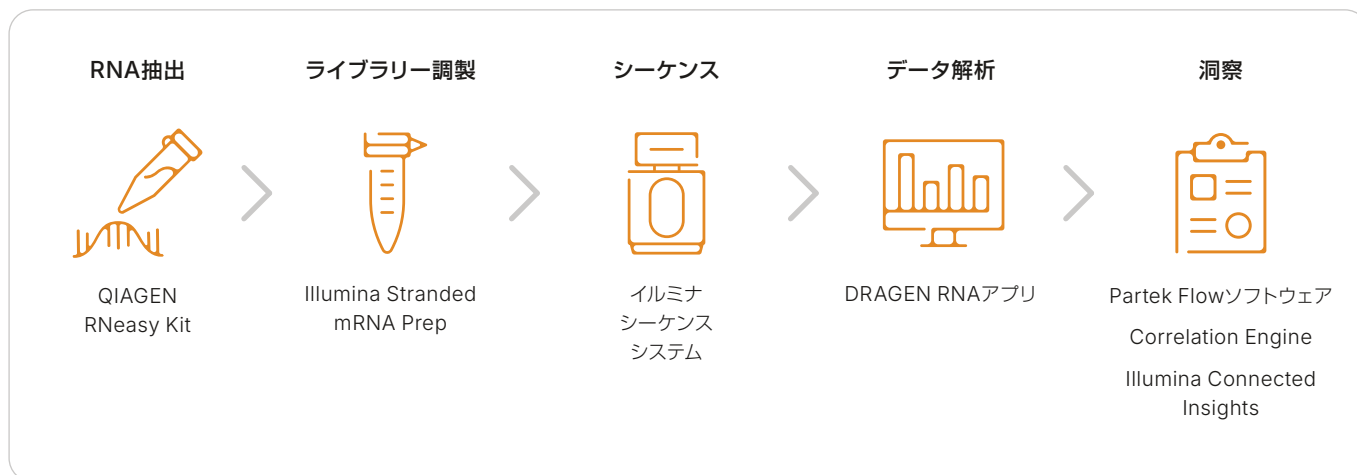 RNA抽出
ライブラリー調製
シーケンス
データ解析
洞察
QIAGEN
RNeasy Kit
Illumina Stranded
mRNA Prep
イルミナ
シーケンス
システム
DRAGEN RNAアプリ
Partek Flowソフトウェア
Correlation Engine
Illumina Connected
Insights